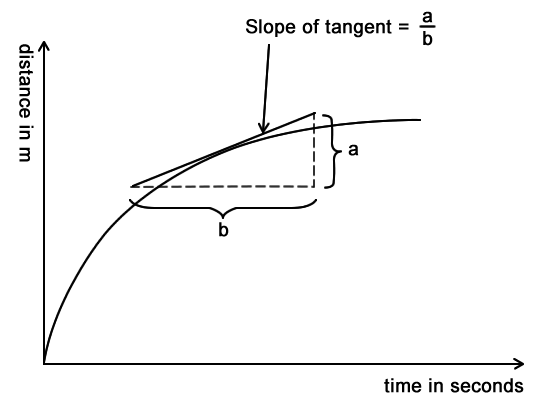 Slope of tangent = a/b
distance in m
a
b
time in seconds